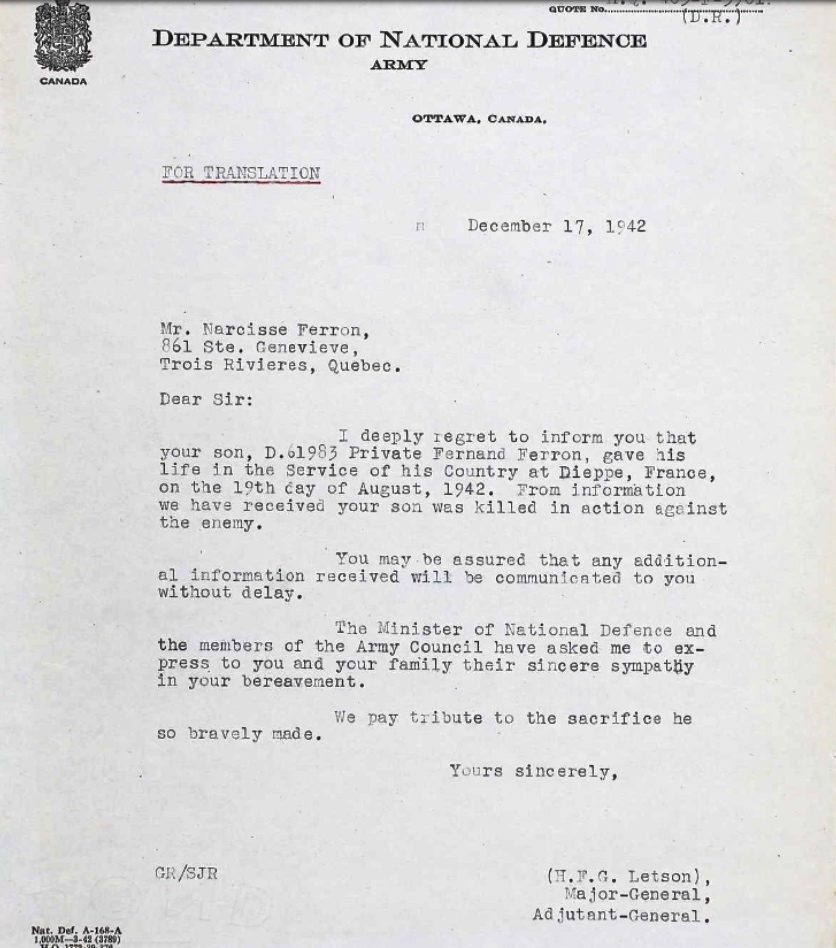 QUOTE No.
(D.R.)
DEPARTMENT OF NATIONAL DEFENCE
ARMY
CANADA
OTTAWA, CANADA.
FOR TRANSLATION
December 17, 1942
Mr. Narcisse Ferron,
861 Ste. Genevieve,
Trois Rivieres, Quebec.
Dear Sir:
I deeply regret to inform you that
your son, D.61983 Private Fernand Ferron, gave his
life in the Service of his Country at Dieppe, France,
on the 19th day of August, 1942. From information
we have received your son was killed in action against
the enemy.
You may be assured that any addition-
al information received will be communicated to you
without delay.
The Minister of National Defence and
the members of the Army Council have asked me to ex-
press to you and your family their sincere sympathy
in your bereavement.
We pay tribute to the sacrifice he
so bravely made.
Yours sincerely,
GR/SJR
(H.F.G. Letson),
Major-General,
Adjutant-General.
Nat. Def. A-168-A
1,000M—3-42 (3789)